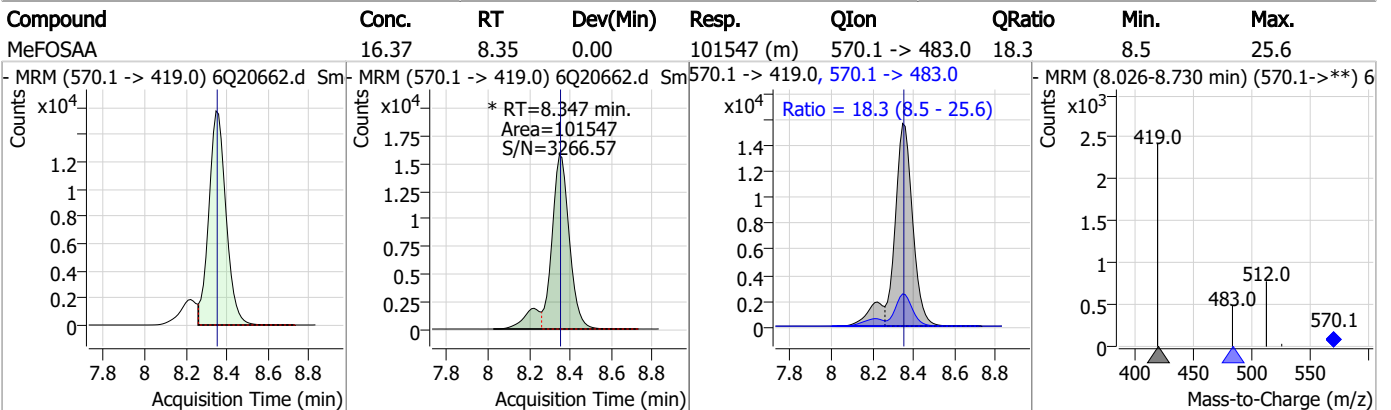 Compound Conc. RT Dev(Min) Resp. QIon QRatio Min. Max.
MeFOSAA 16.37 8.35 0.00 101547 (m) 570.1 -> 483.0 18.3 8.5 25.6
- MRM (570.1 -> 419.0) 6Q20662.d Sm
Counts
x10⁴
1.2
1
0.8
0.6
0.4
0.2
0
7.8 8 8.2 8.4 8.6 8.8
Acquisition Time (min)
- MRM (570.1 -> 419.0) 6Q20662.d Sm
Counts
x10⁴
* RT=8.347 min.
Area=101547
S/N=3266.57
1.75
1.5
1.25
1
0.75
0.5
0.25
0
7.8 8 8.2 8.4 8.6 8.8
Acquisition Time (min)
570.1 -> 419.0, 570.1 -> 483.0
Counts
x10⁴
Ratio = 18.3 (8.5 - 25.6)
1.4
1.2
1
0.8
0.6
0.4
0.2
0
7.8 8 8.2 8.4 8.6 8.8
Acquisition Time (min)
- MRM (8.026-8.730 min) (570.1->**) 6
Counts
x10³
2.5
2
1.5
1
0.5
0
419.0
512.0
483.0
570.1
400 450 500 550
Mass-to-Charge (m/z)